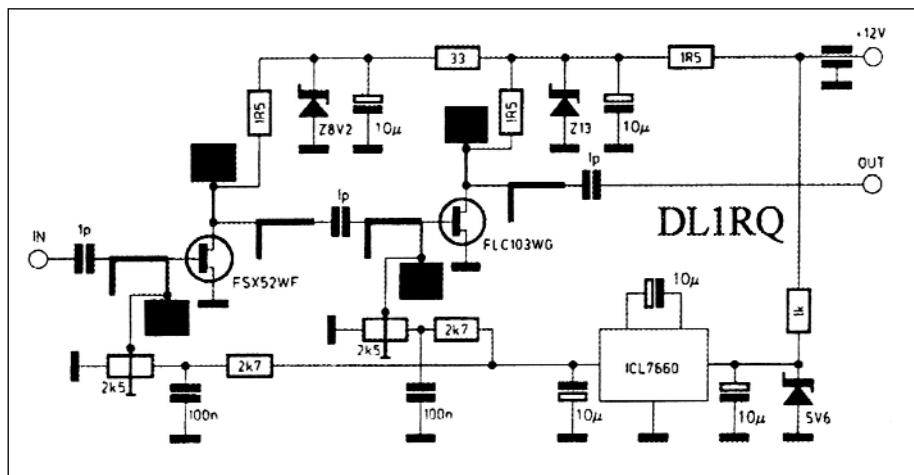 +12V
33
1R5
1R5
Z8V2
10µ
1R5
Z13
10µ
1p
OUT
1p
DL1RQ
IN
1p
FSX52WF
FLC103WG
10µ
1k
2k5
2k7
2k5
2k7
ICL7660
100n
100n
10µ
10µ
5V6